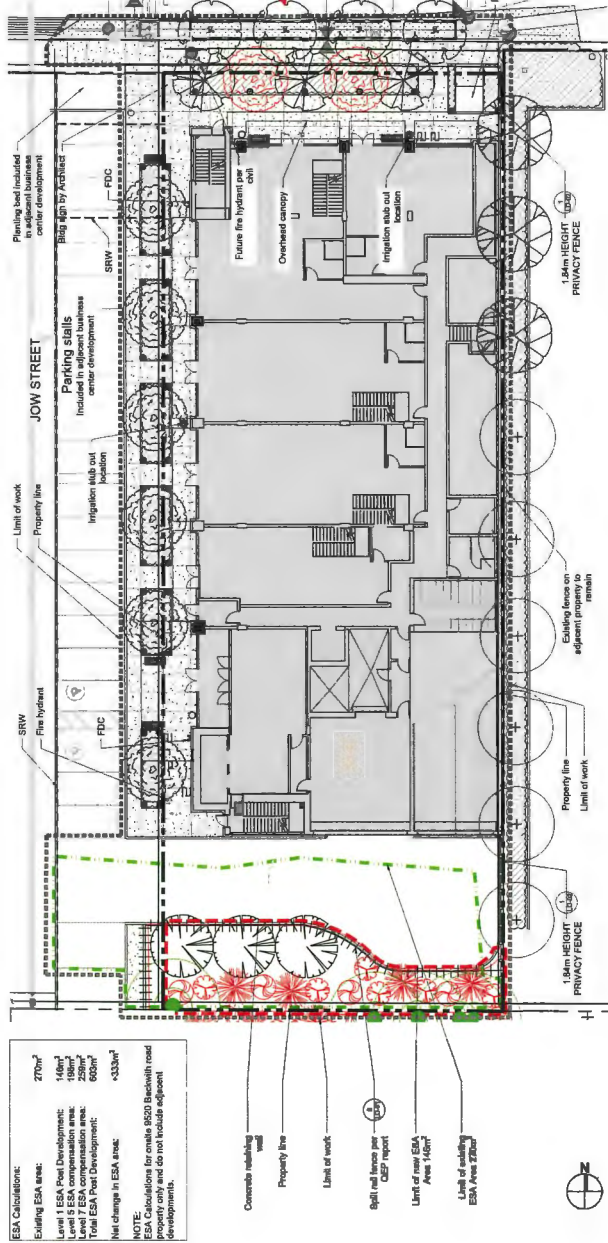 ESA Calculations:
Existing ESA area: 270m²
Level 1 ESA Post Development: 146m²
Level 5 ESA compensation area: 198m²
Level 7 ESA compensation area: 259m²
Total ESA Post Development: 603m²
Net change in ESA area: +333m²
NOTE:
ESA Calculations for onsite 9520 Beckwith road
property only and do not include adjacent
developments.
Concrete retaining
wall
Property line
Limit of work
Split rail fence per
QEP report
Limit of new ESA
Area 146m²
Limit of existing
ESA Area 270m²
SRW
Fire hydrant
FDC
Limit of work
Property line
JOW STREET
Parking stalls
Included in adjacent business
center development
Irrigation stub out
location
Planting bed included
in adjacent business
center development
Bldg sign by Architect
FDC
SRW
Future fire hydrant per
civil
Overhead canopy
Irrigation stub out
location
1.84m HEIGHT
PRIVACY FENCE
Existing fence on
adjacent property to
remain
Property line
Limit of work
1.84m HEIGHT
PRIVACY FENCE